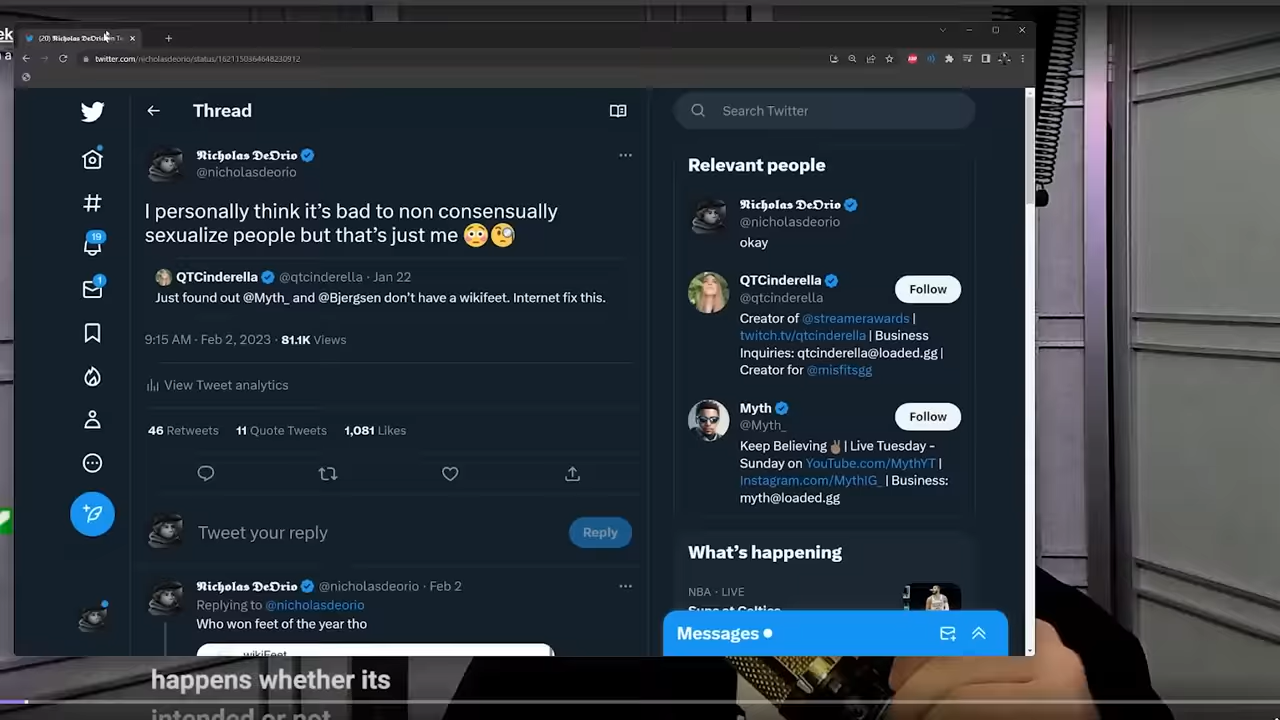 (20) Nicholas DeOrio on Tw
twitter.com/nicholasdeorio/status/1621150364648230912
Thread
Search Twitter
Nicholas DeOrio
@nicholasdeorio
I personally think it's bad to non consensually
sexualize people but that's just me 😳🧐
QTCinderella @qtcinderella · Jan 22
Just found out @Myth_ and @Bjergsen don't have a wikifeet. Internet fix this.
9:15 AM · Feb 2, 2023 · 81.1K Views
View Tweet analytics
46 Retweets 11 Quote Tweets 1,081 Likes
Tweet your reply
Reply
Nicholas DeOrio @nicholasdeorio · Feb 2
Replying to @nicholasdeorio
Who won feet of the year tho
wikiFeet
19
1
Relevant people
Nicholas DeOrio
@nicholasdeorio
okay
QTCinderella
@qtcinderella
Follow
Creator of @streamerawards |
twitch.tv/qtcinderella | Business
Inquiries: qtcinderella@loaded.gg |
Creator for @misfitsgg
Myth
@Myth_
Follow
Keep Believing✌🏽 | Live Tuesday -
Sunday on YouTube.com/MythYT |
Instagram.com/MythIG_ | Business:
myth@loaded.gg
What's happening
NBA · LIVE
Suns at Celtics
Messages
happens whether its
intended or not